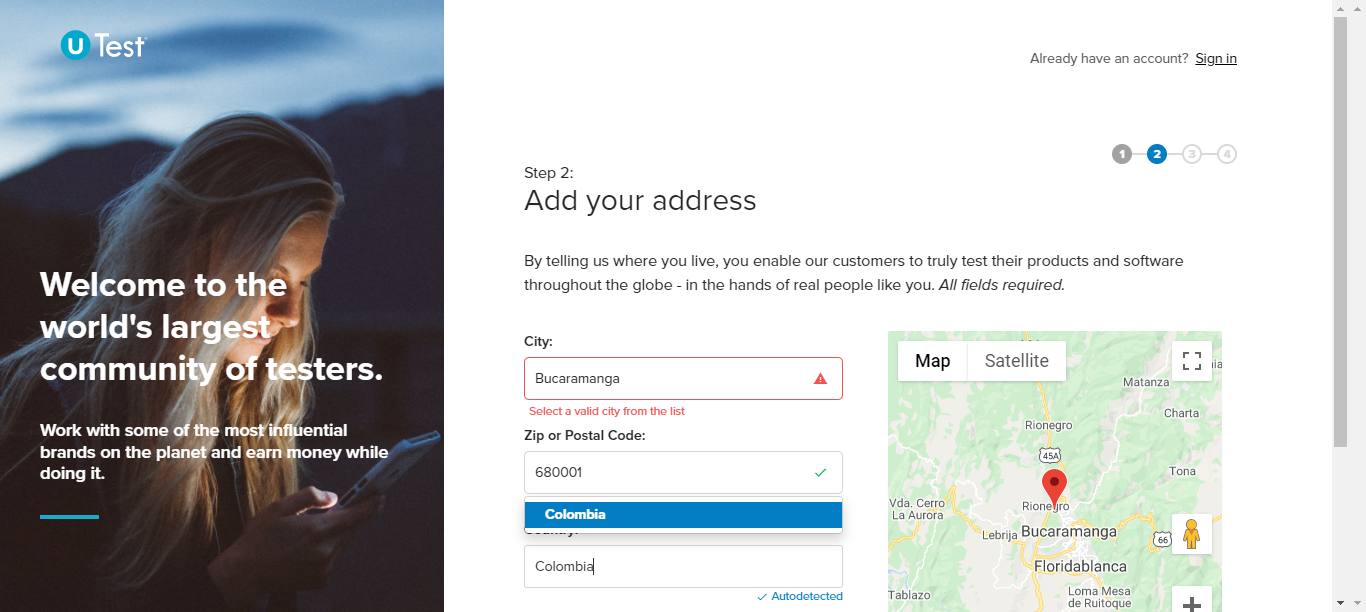 U Test
Already have an account? Sign in
1 2 3 4
Step 2:
Add your address
Welcome to the
world's largest
community of testers.
Work with some of the most influential
brands on the planet and earn money while
doing it.
By telling us where you live, you enable our customers to truly test their products and software
throughout the globe - in the hands of real people like you. All fields required.
City:
Bucaramanga
Select a valid city from the list
Zip or Postal Code:
680001
Colombia
Country:
Colombia
Autodetected
Map Satellite
Matanza
Charta
Rionegro
45A
Tona
Vda. Cerro
La Aurora
Rionegro
Lebrija Bucaramanga
66
Floridablanca
Tablazo
Loma Mesa
de Ruitoque